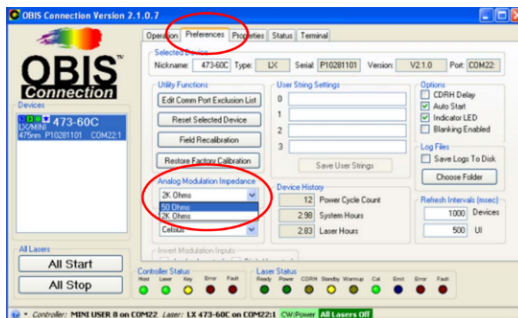 OBIS Connection Version 2.1.0.7
Operation Preferences Properties Status Terminal
OBIS™
Connection
Devices
473-60C
LX/MINI
475nm P10281101 COM22:1
Selected Device
Nickname: 473-60C Type: LX Serial: P10281101 Version: V2.1.0 Port: COM22:
Utility Functions
Edit Comm Port Exclusion List
Reset Selected Device
Field Recalibration
Restore Factory Calibration
User String Settings
0
1
2
3
Save User Strings
Options
CDRH Delay
Auto Start
Indicator LED
Blanking Enabled
Log Files
Save Logs To Disk
Choose Folder
Analog Modulation Impedance
2K Ohms
50 Ohms
2K Ohms
Celsius
Device History
12 Power Cycle Count
2.98 System Hours
2.83 Laser Hours
Refresh Intervals (msec)
1000 Devices
500 UI
Invert Modulation Inputs
All Lasers
All Start
All Stop
Controller Status
Host Laser Key Error Fault
Laser Status
Ready Power CDRH Standby Warmup Cal Emit Error Fault
Controller: MINI USER 8 on COM22 Laser: LX 473-60C on COM22:1 CW:Power All Lasers Off